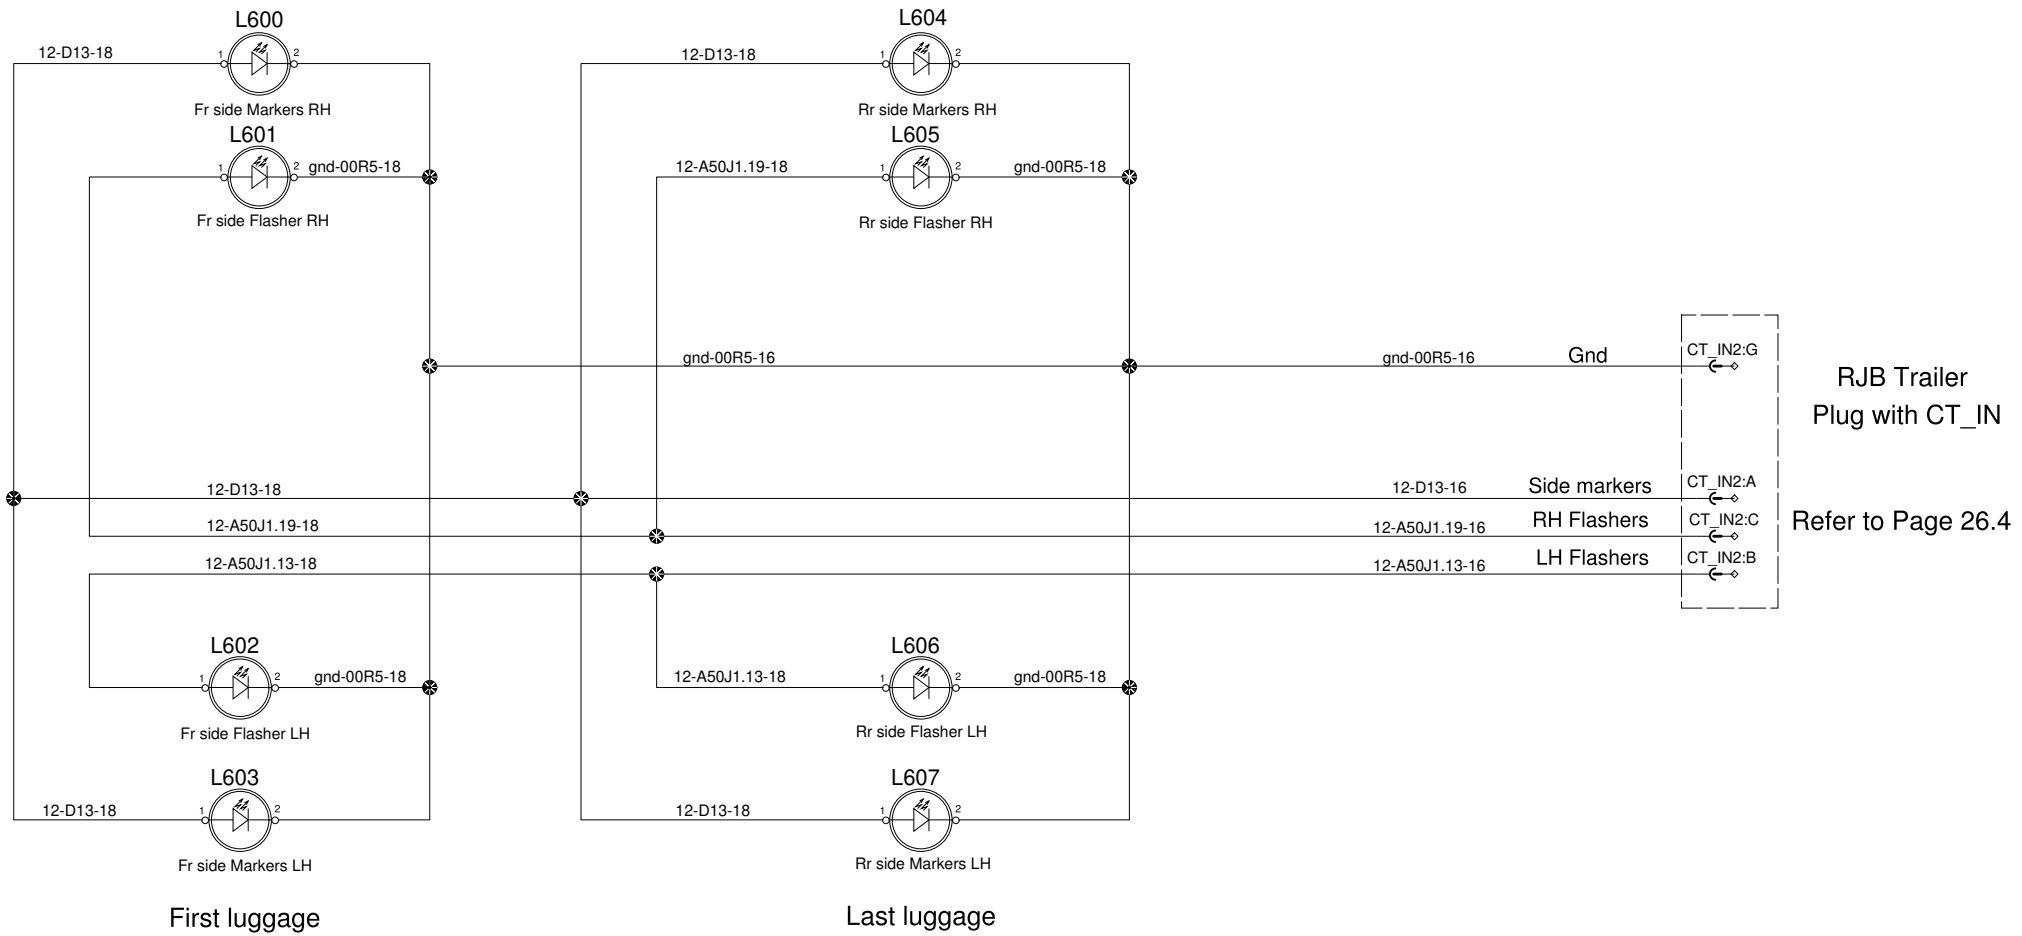 L600
L604
12-D13-18
1
2
12-D13-18
1
2
Fr side Markers RH
Rr side Markers RH
L601
L605
1
2
gnd-00R5-18
12-A50J1.19-18
1
2
gnd-00R5-18
Fr side Flasher RH
Rr side Flasher RH
gnd-00R5-16
gnd-00R5-16
Gnd
CT_IN2:G
RJB Trailer
Plug with CT_IN
12-D13-18
12-D13-16
Side markers
CT_IN2:A
12-A50J1.19-18
12-A50J1.19-16
RH Flashers
CT_IN2:C
Refer to Page 26.4
12-A50J1.13-18
12-A50J1.13-16
LH Flashers
CT_IN2:B
L602
L606
1
2
gnd-00R5-18
12-A50J1.13-18
1
2
gnd-00R5-18
Fr side Flasher LH
Rr side Flasher LH
L603
L607
12-D13-18
1
2
12-D13-18
1
2
Fr side Markers LH
Rr side Markers LH
First luggage
Last luggage